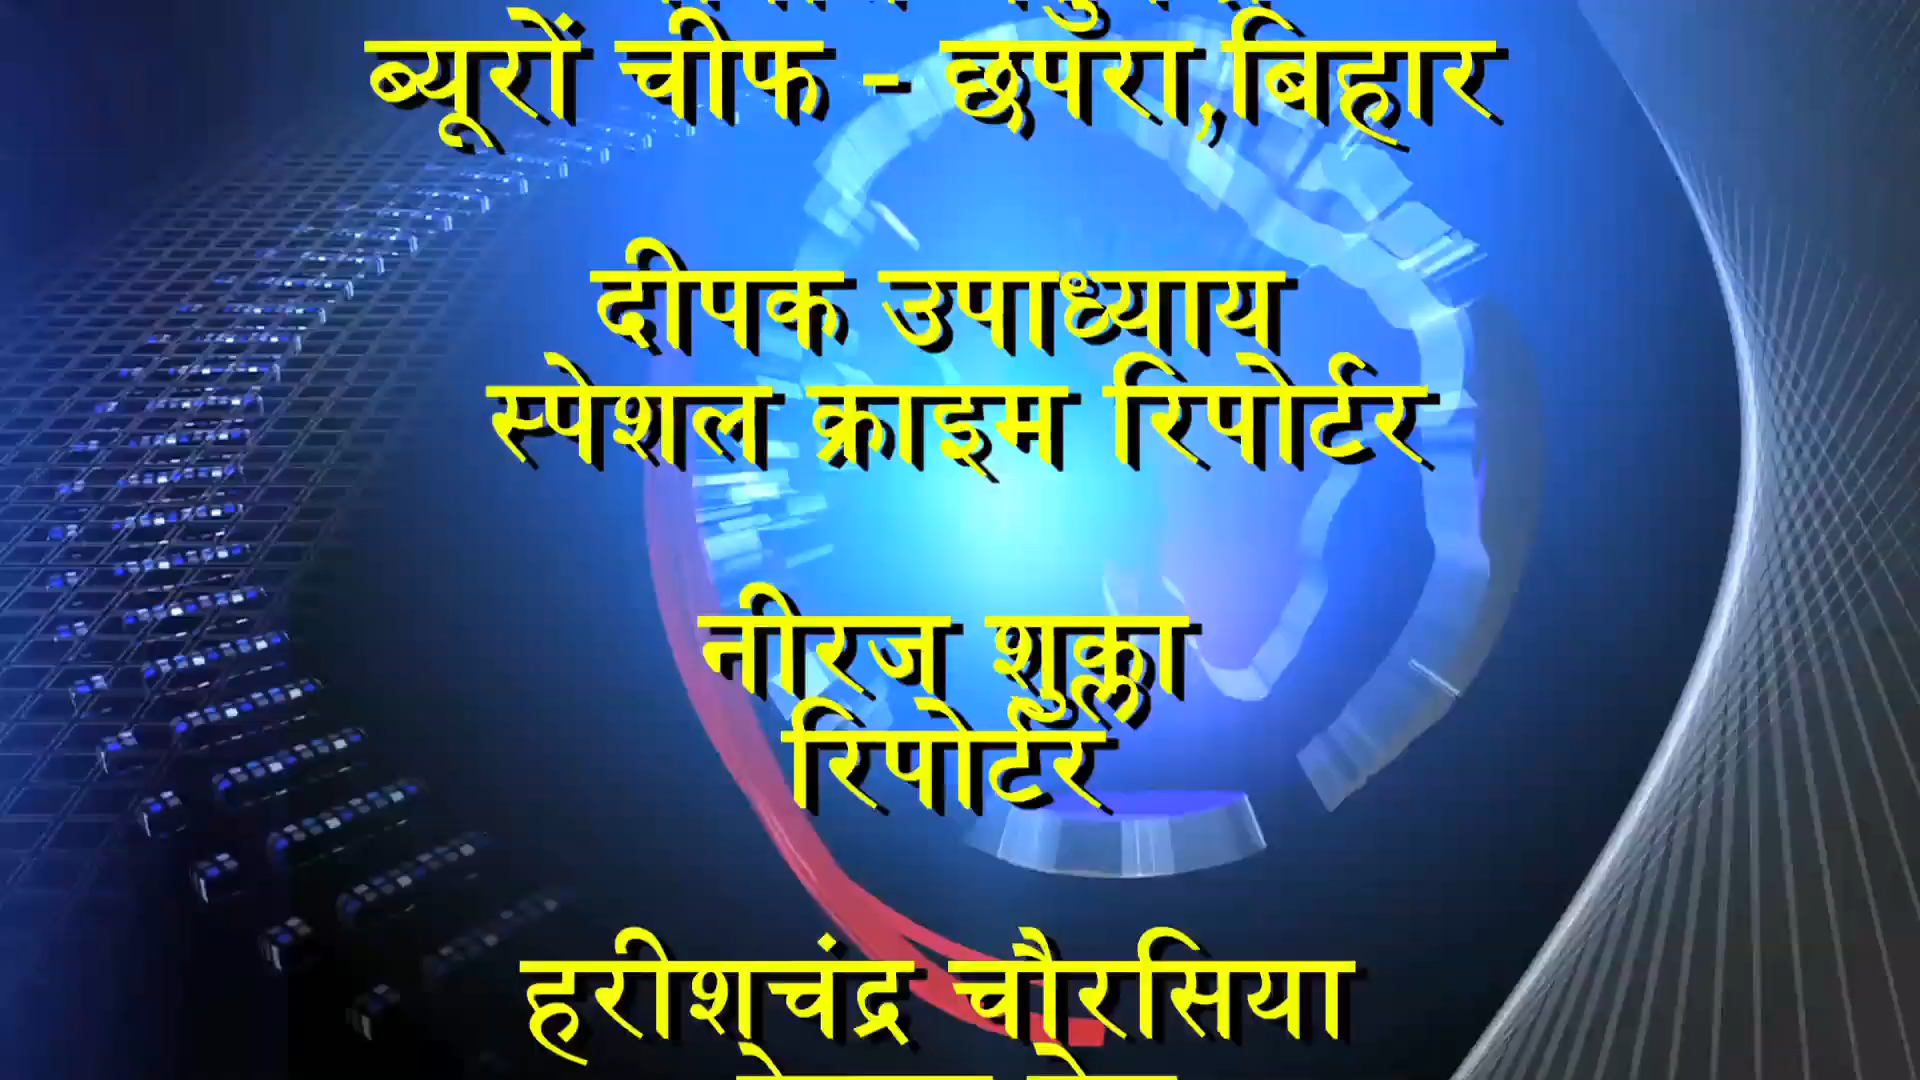 ब्यूरों चीफ - छपरा,बिहार
दीपक उपाध्याय
स्पेशल क्राइम रिपोर्टर
नीरज शुक्ला
रिपोर्टर
हरीशचंद्र चौरसिया